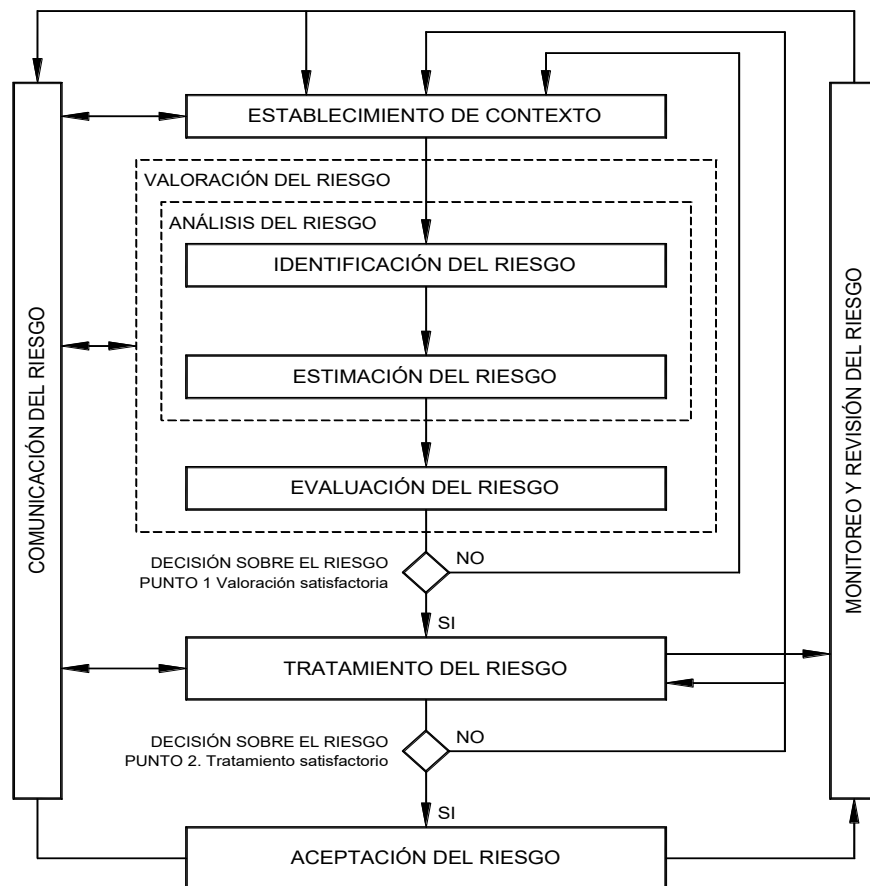 ESTABLECIMIENTO DE CONTEXTO
VALORACIÓN DEL RIESGO
ANÁLISIS DEL RIESGO
IDENTIFICACIÓN DEL RIESGO
ESTIMACIÓN DEL RIESGO
EVALUACIÓN DEL RIESGO
COMUNICACIÓN DEL RIESGO
MONITOREO Y REVISIÓN DEL RIESGO
DECISIÓN SOBRE EL RIESGO
PUNTO 1 Valoración satisfactoria
NO
SI
TRATAMIENTO DEL RIESGO
DECISIÓN SOBRE EL RIESGO
PUNTO 2. Tratamiento satisfactorio
NO
SI
ACEPTACIÓN DEL RIESGO